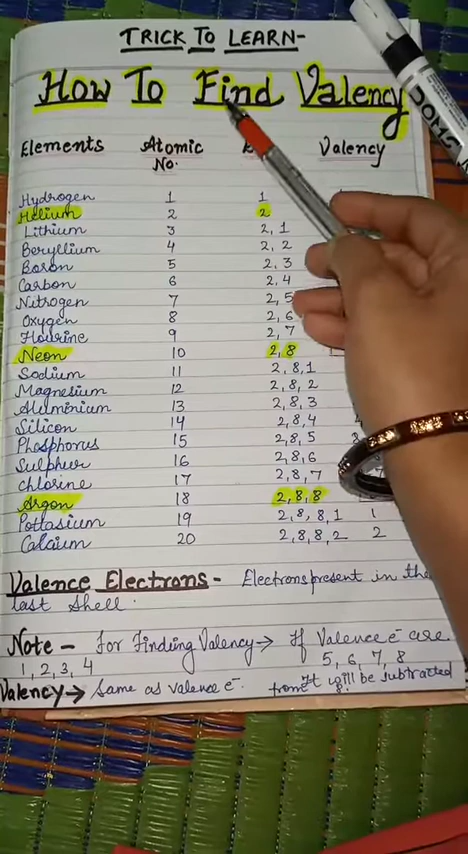 TRICK TO LEARN-
How To Find Valency
Elements Atomic No. Valency
Hydrogen 1 1
Helium 2 2
Lithium 3 2, 1
Beryllium 4 2, 2
Boron 5 2, 3
Carbon 6 2, 4
Nitrogen 7 2, 5
Oxygen 8 2, 6
Flourine 9 2, 7
Neon 10 2, 8
Sodium 11 2, 8, 1
Magnesium 12 2, 8, 2
Aluminium 13 2, 8, 3
Silicon 14 2, 8, 4
Phosphorus 15 2, 8, 5
Sulpher 16 2, 8, 6
Chlorine 17 2, 8, 7
Argon 18 2, 8, 8
Pottasium 19 2, 8, 8, 1 1
Calcium 20 2, 8, 8, 2 2
Valence Electrons - Electrons present in the
last shell.
Note - For Finding Valency → If Valence e⁻ are
1, 2, 3, 4 5, 6, 7, 8
Valency → Same as valence e⁻. It will be subtracted
from 8.
DOMS